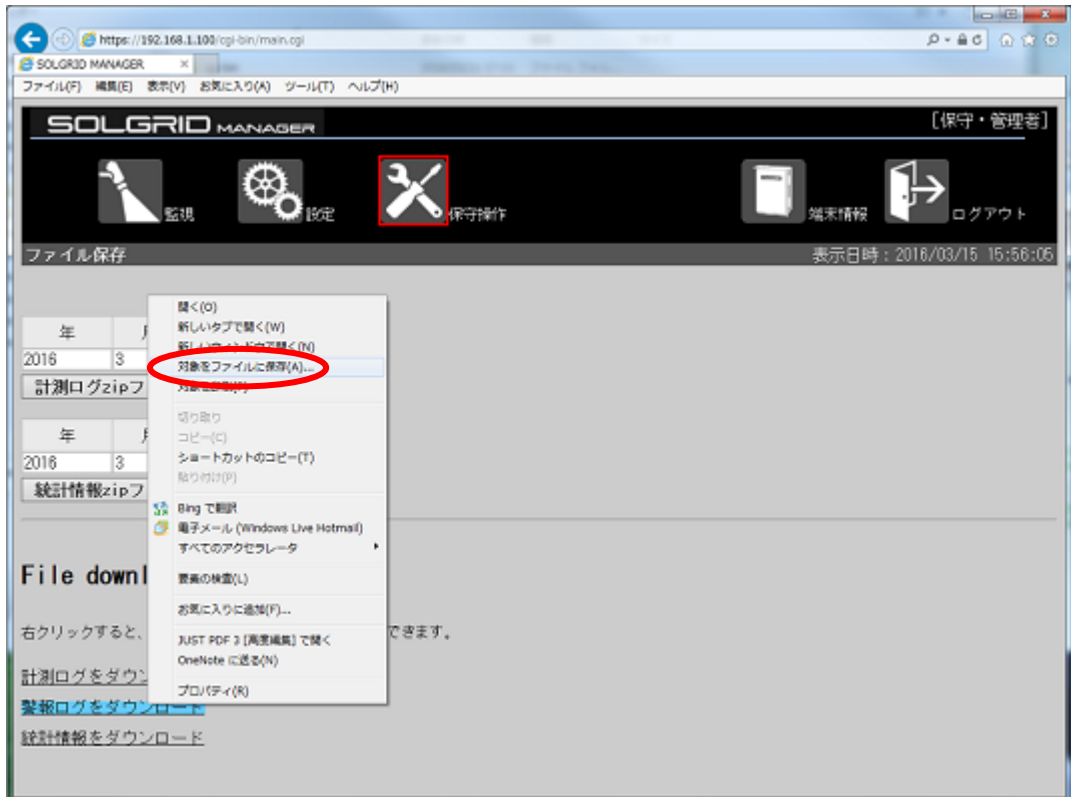 https://192.168.1.100/cgi-bin/main.cgi
SOLGRID MANAGER
ファイル(F) 編集(E) 表示(V) お気に入り(A) ツール(T) ヘルプ(H)
SOLGRID MANAGER
[保守・管理者]
監視
設定
保守操作
端末情報
ログアウト
ファイル保存
表示日時：2016/03/15 15:56:05
年
2016 3
計測ログzipフ
年
2016 3
統計情報zipフ
開く(O)
新しいタブで開く(W)
新しいウィンドウで開く(N)
対象をファイルに保存(A)...
切り取り
コピー(C)
ショートカットのコピー(T)
貼り付け(P)
Bing で翻訳
電子メール (Windows Live Hotmail)
すべてのアクセラレータ
要素の検査(L)
お気に入りに追加(F)...
JUST PDF 3 [高度編集] で開く
OneNote に送る(N)
プロパティ(R)
File downl
右クリックすると、 できます。
計測ログをダウン
警報ログをダウンロード
統計情報をダウンロード